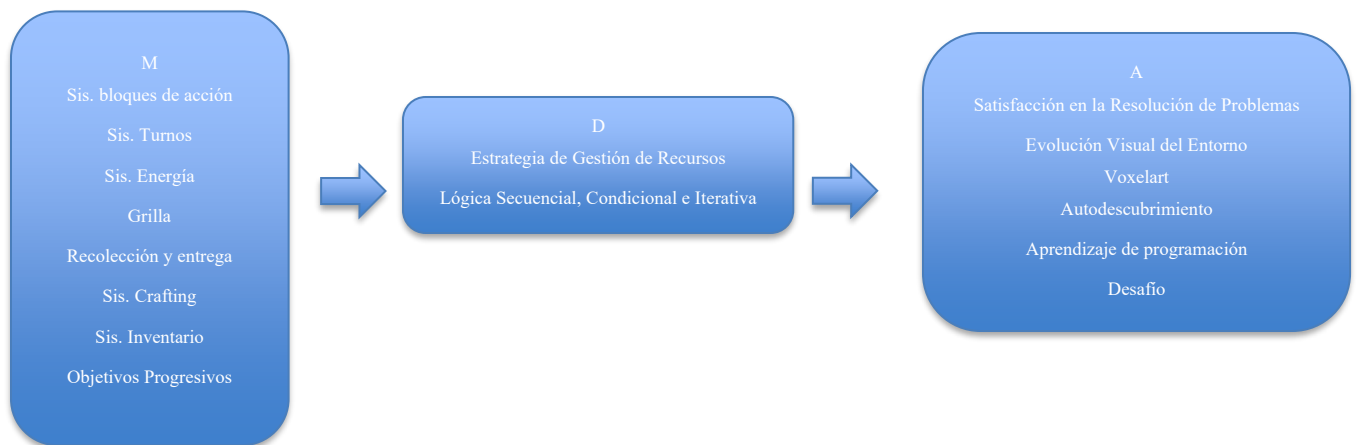 M
Sis. bloques de acción
Sis. Turnos
Sis. Energía
Grilla
Recolección y entrega
Sis. Crafting
Sis. Inventario
Objetivos Progresivos
D
Estrategia de Gestión de Recursos
Lógica Secuencial, Condicional e Iterativa
A
Satisfacción en la Resolución de Problemas
Evolución Visual del Entorno
Voxelart
Autodescubrimiento
Aprendizaje de programación
Desafío